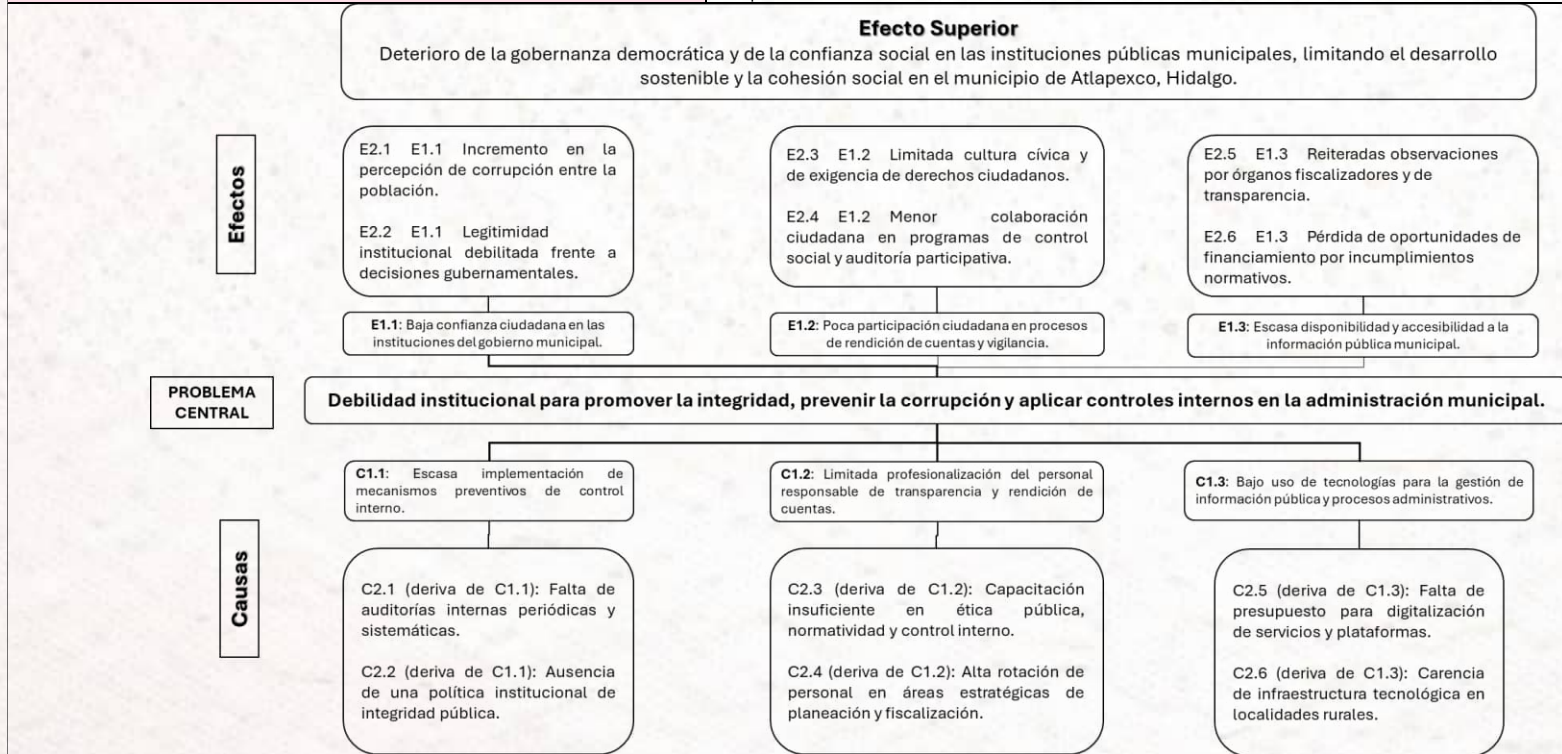 Efecto Superior
Deterioro de la gobernanza democrática y de la confianza social en las instituciones públicas municipales, limitando el desarrollo
sostenible y la cohesión social en el municipio de Atlapexco, Hidalgo.
Efectos
E2.1 E1.1 Incremento en la
percepción de corrupción entre la
población.
E2.2 E1.1 Legitimidad
institucional debilitada frente a
decisiones gubernamentales.
E2.3 E1.2 Limitada cultura cívica y
de exigencia de derechos ciudadanos.
E2.4 E1.2 Menor colaboración
ciudadana en programas de control
social y auditoría participativa.
E2.5 E1.3 Reiteradas observaciones
por órganos fiscalizadores y de
transparencia.
E2.6 E1.3 Pérdida de oportunidades de
financiamiento por incumplimientos
normativos.
E1.1: Baja confianza ciudadana en las
instituciones del gobierno municipal.
E1.2: Poca participación ciudadana en procesos
de rendición de cuentas y vigilancia.
E1.3: Escasa disponibilidad y accesibilidad a la
información pública municipal.
PROBLEMA
CENTRAL
Debilidad institucional para promover la integridad, prevenir la corrupción y aplicar controles internos en la administración municipal.
C1.1: Escasa implementación de
mecanismos preventivos de control
interno.
C1.2: Limitada profesionalización del personal
responsable de transparencia y rendición de
cuentas.
C1.3: Bajo uso de tecnologías para la gestión de
información pública y procesos administrativos.
Causas
C2.1 (deriva de C1.1): Falta de
auditorías internas periódicas y
sistemáticas.
C2.2 (deriva de C1.1): Ausencia
de una política institucional de
integridad pública.
C2.3 (deriva de C1.2): Capacitación
insuficiente en ética pública,
normatividad y control interno.
C2.4 (deriva de C1.2): Alta rotación de
personal en áreas estratégicas de
planeación y fiscalización.
C2.5 (deriva de C1.3): Falta de
presupuesto para digitalización
de servicios y plataformas.
C2.6 (deriva de C1.3): Carencia
de infraestructura tecnológica en
localidades rurales.